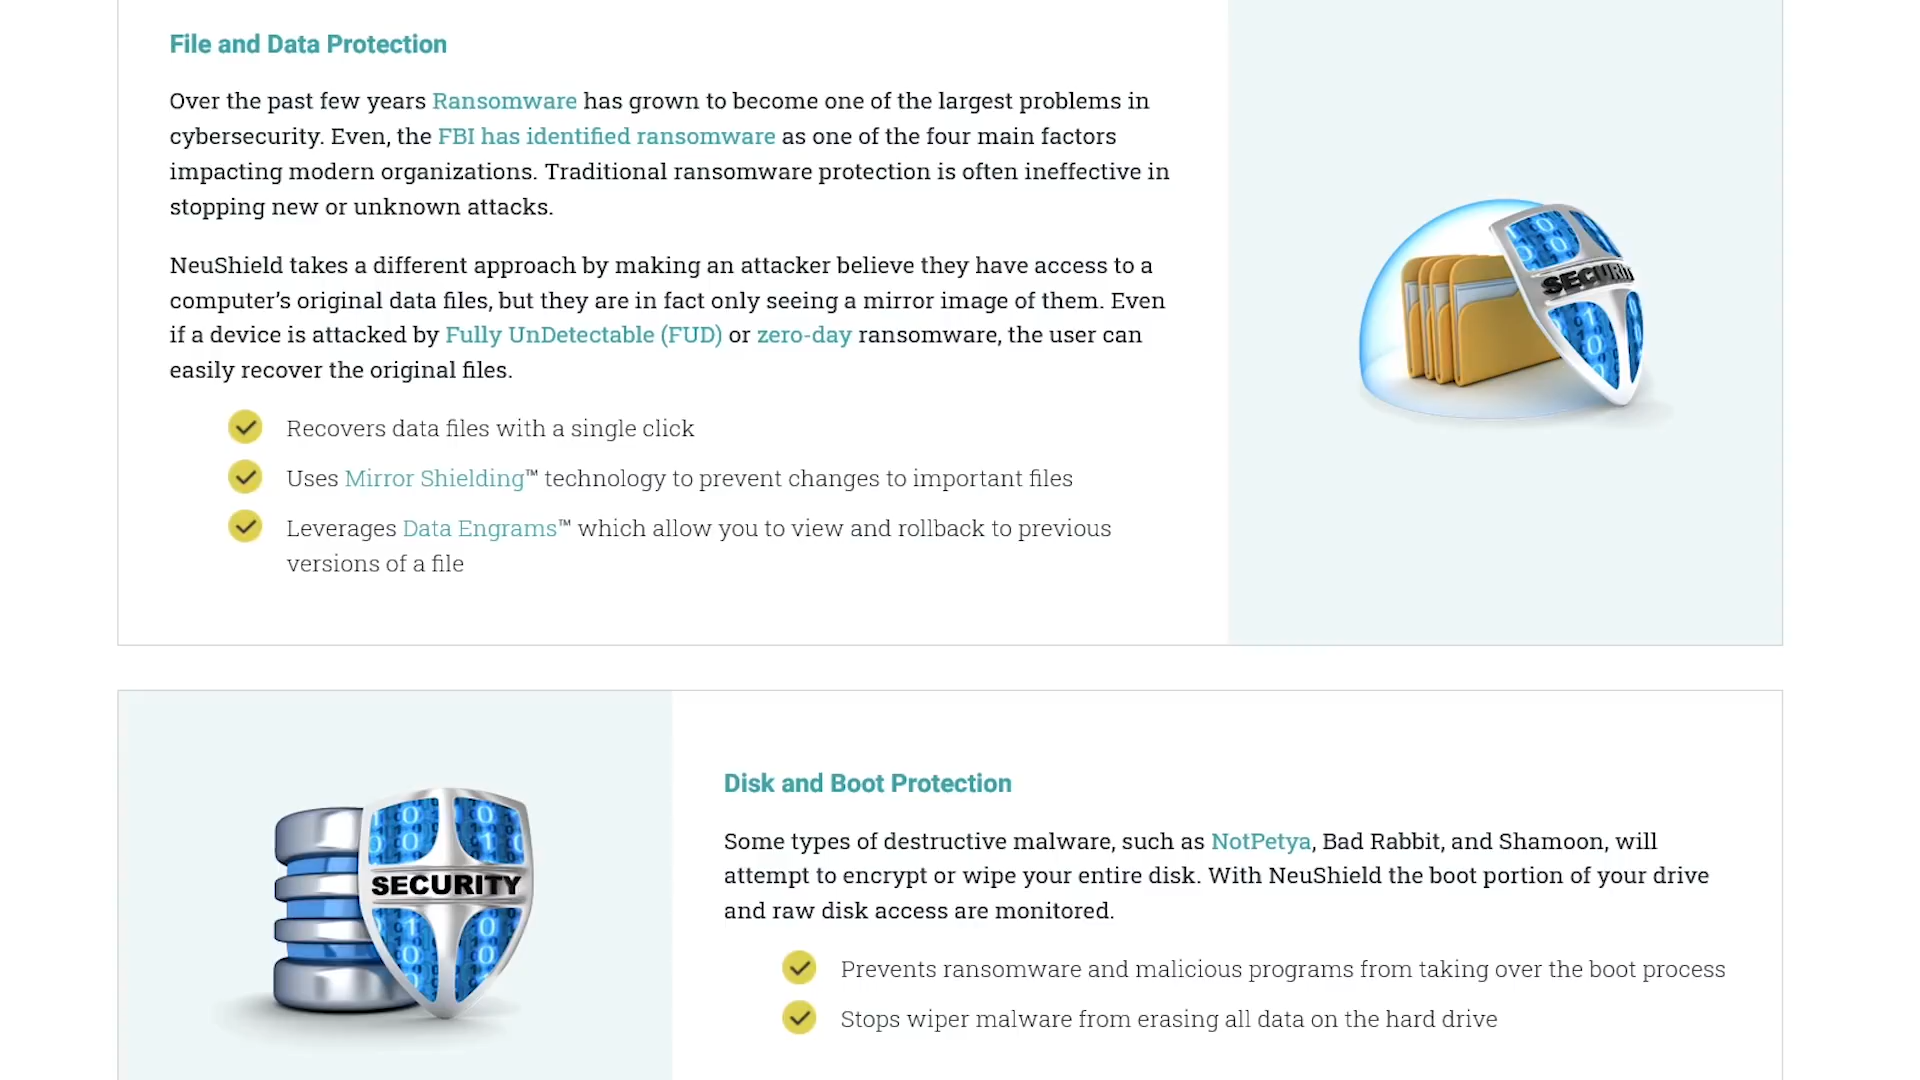 File and Data Protection
Over the past few years Ransomware has grown to become one of the largest problems in
cybersecurity. Even, the FBI has identified ransomware as one of the four main factors
impacting modern organizations. Traditional ransomware protection is often ineffective in
stopping new or unknown attacks.
NeuShield takes a different approach by making an attacker believe they have access to a
computer’s original data files, but they are in fact only seeing a mirror image of them. Even
if a device is attacked by Fully UnDetectable (FUD) or zero-day ransomware, the user can
easily recover the original files.
Recovers data files with a single click
Uses Mirror Shielding™ technology to prevent changes to important files
Leverages Data Engrams™ which allow you to view and rollback to previous
versions of a file
SECURITY
SECURITY
Disk and Boot Protection
Some types of destructive malware, such as NotPetya, Bad Rabbit, and Shamoon, will
attempt to encrypt or wipe your entire disk. With NeuShield the boot portion of your drive
and raw disk access are monitored.
Prevents ransomware and malicious programs from taking over the boot process
Stops wiper malware from erasing all data on the hard drive